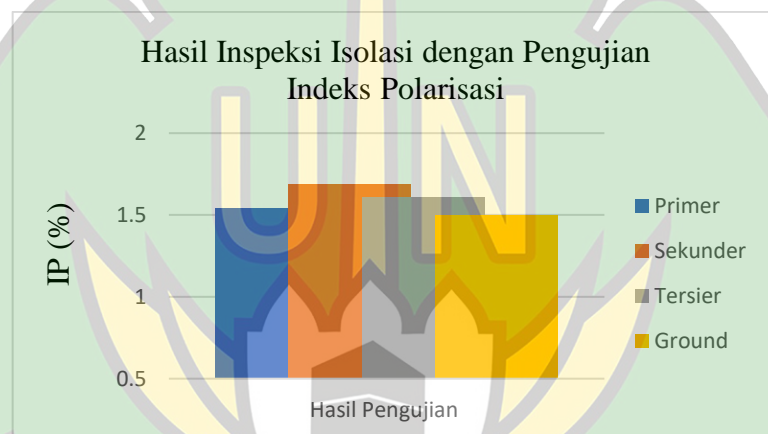 Hasil Inspeksi Isolasi dengan Pengujian
Indeks Polarisasi
IP (%)
2
1.5
1
0.5
Hasil Pengujian
Primer
Sekunder
Tersier
Ground
UIN